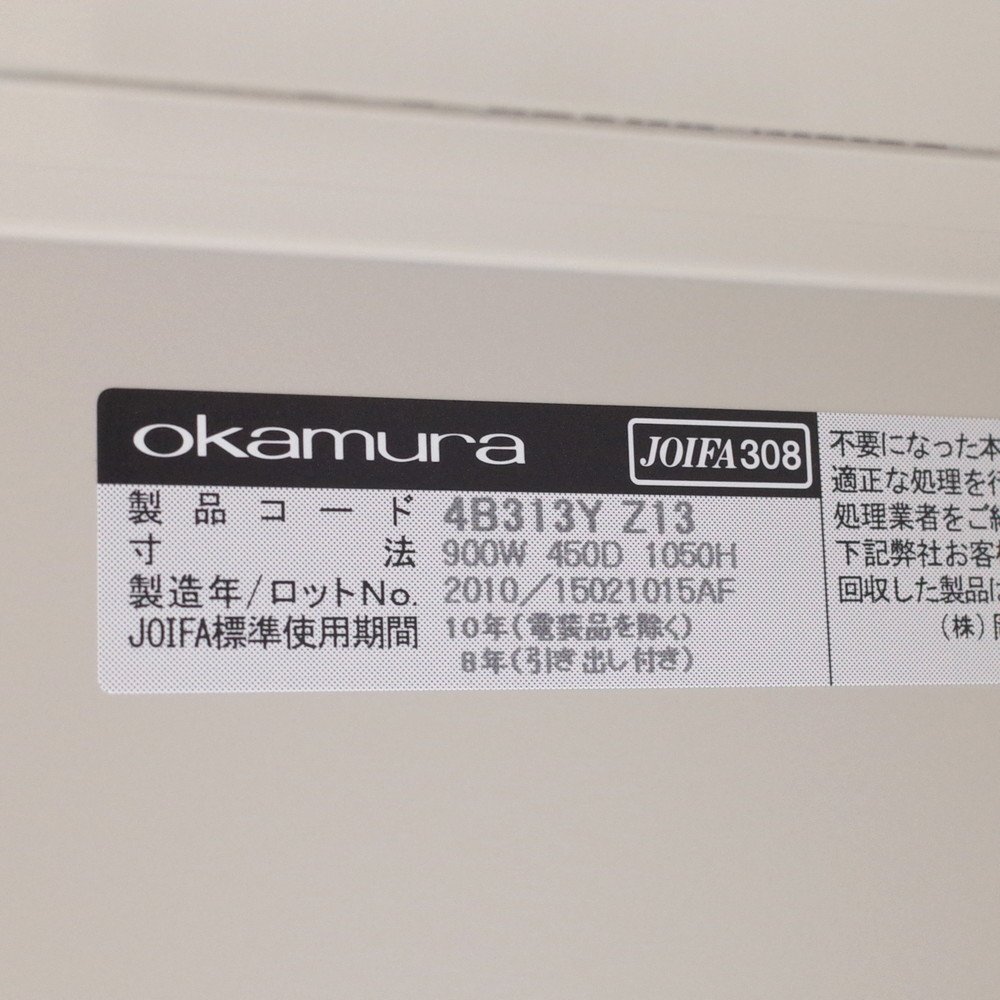 okamura
JOIFA308
製品コード 4B313Y Z13
寸法 900W 450D 1050H
製造年/ロットNo. 2010/15021015AF
JOIFA標準使用期間 10年(電装品を除く)
8年(引き出し付き)
不要になった本
適正な処理を行
処理業者をご紹
下記弊社お客様
回収した製品は
(株)